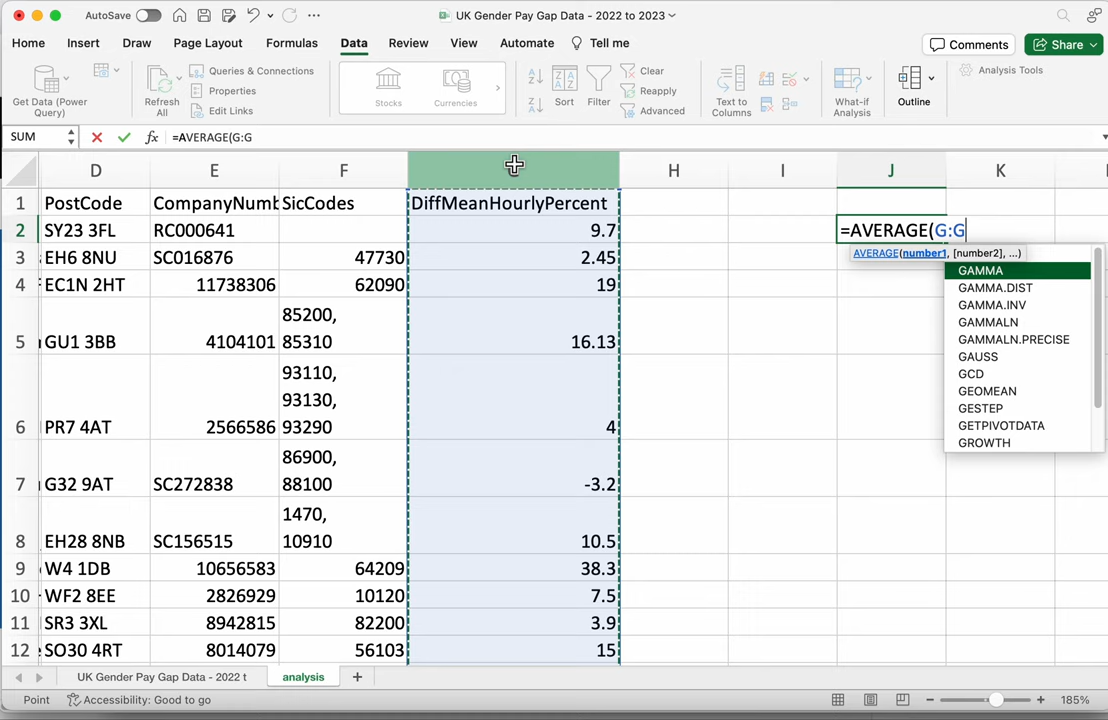 AutoSave
UK Gender Pay Gap Data - 2022 to 2023
Home Insert Draw Page Layout Formulas Data Review View Automate Tell me
Comments Share
Get Data (Power
Query)
Refresh
All
Queries & Connections
Properties
Edit Links
Stocks Currencies
Sort Filter
Clear
Reapply
Advanced
Text to
Columns
What-if
Analysis
Outline
Analysis Tools
SUM fx =AVERAGE(G:G
D E F H I J K
1 PostCode CompanyNumb SicCodes DiffMeanHourlyPercent
2 SY23 3FL RC000641 9.7 =AVERAGE(G:G
AVERAGE(number1, [number2], ...)
3 EH6 8NU SC016876 47730 2.45
4 EC1N 2HT 11738306 62090 19
85200,
5 GU1 3BB 4104101 85310 16.13
93110,
93130,
6 PR7 4AT 2566586 93290 4
86900,
7 G32 9AT SC272838 88100 -3.2
1470,
8 EH28 8NB SC156515 10910 10.5
9 W4 1DB 10656583 64209 38.3
10 WF2 8EE 2826929 10120 7.5
11 SR3 3XL 8942815 82200 3.9
12 SO30 4RT 8014079 56103 15
GAMMA
GAMMA.DIST
GAMMA.INV
GAMMALN
GAMMALN.PRECISE
GAUSS
GCD
GEOMEAN
GESTEP
GETPIVOTDATA
GROWTH
UK Gender Pay Gap Data - 2022 t analysis
Point Accessibility: Good to go 185%